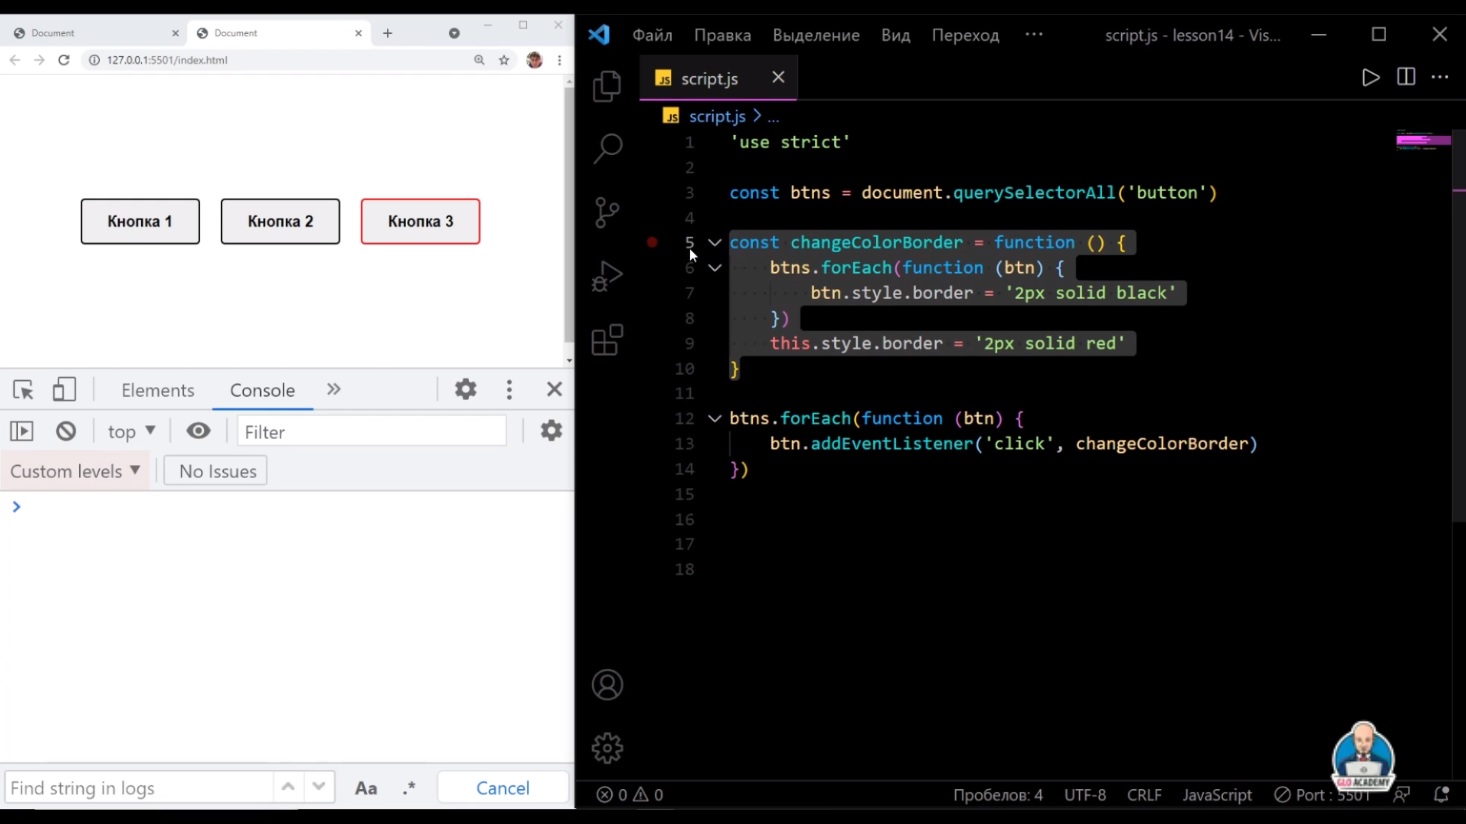 Document
Document
127.0.0.1:5501/index.html
Кнопка 1
Кнопка 2
Кнопка 3
Elements
Console
top
Filter
Custom levels
No Issues
Find string in logs
Aa
.*
Cancel
Файл Правка Выделение Вид Переход ··· script.js - lesson14 - Vis...
JS script.js
JS script.js > ...
1 'use strict'
2
3 const btns = document.querySelectorAll('button')
4
5 const changeColorBorder = function () {
6 btns.forEach(function (btn) {
7 btn.style.border = '2px solid black'
8 })
9 this.style.border = '2px solid red'
10 }
11
12 btns.forEach(function (btn) {
13 btn.addEventListener('click', changeColorBorder)
14 })
15
16
17
18
GLO ACADEMY
0 0 Пробелов: 4 UTF-8 CRLF JavaScript Port : 5501